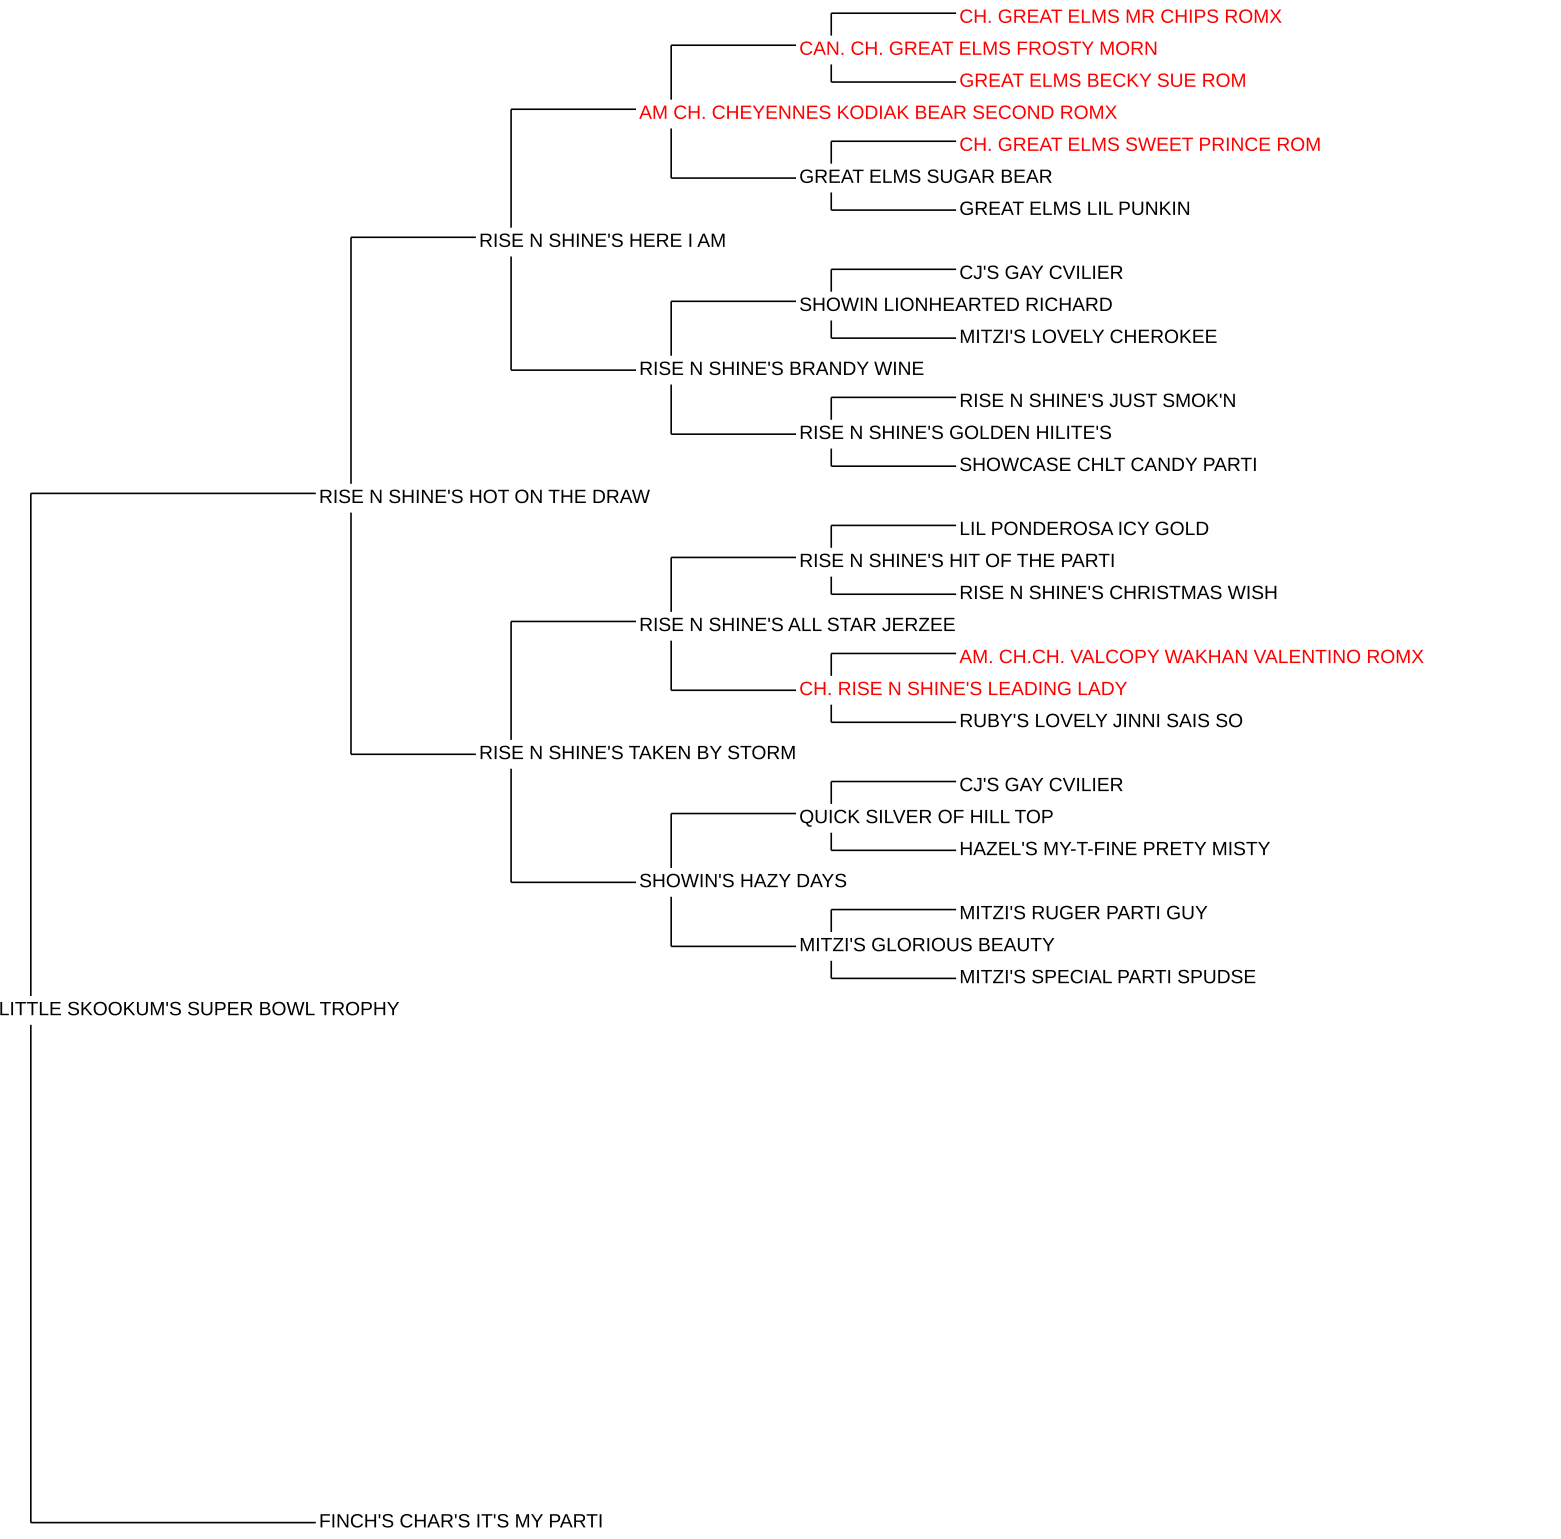 CH. GREAT ELMS MR CHIPS ROMX
CAN. CH. GREAT ELMS FROSTY MORN
GREAT ELMS BECKY SUE ROM
AM CH. CHEYENNES KODIAK BEAR SECOND ROMX
CH. GREAT ELMS SWEET PRINCE ROM
GREAT ELMS SUGAR BEAR
GREAT ELMS LIL PUNKIN
RISE N SHINE'S HERE I AM
CJ'S GAY CVILIER
SHOWIN LIONHEARTED RICHARD
MITZI'S LOVELY CHEROKEE
RISE N SHINE'S BRANDY WINE
RISE N SHINE'S JUST SMOK'N
RISE N SHINE'S GOLDEN HILITE'S
SHOWCASE CHLT CANDY PARTI
RISE N SHINE'S HOT ON THE DRAW
LIL PONDEROSA ICY GOLD
RISE N SHINE'S HIT OF THE PARTI
RISE N SHINE'S CHRISTMAS WISH
RISE N SHINE'S ALL STAR JERZEE
AM. CH.CH. VALCOPY WAKHAN VALENTINO ROMX
CH. RISE N SHINE'S LEADING LADY
RUBY'S LOVELY JINNI SAIS SO
RISE N SHINE'S TAKEN BY STORM
CJ'S GAY CVILIER
QUICK SILVER OF HILL TOP
HAZEL'S MY-T-FINE PRETY MISTY
SHOWIN'S HAZY DAYS
MITZI'S RUGER PARTI GUY
MITZI'S GLORIOUS BEAUTY
MITZI'S SPECIAL PARTI SPUDSE
LITTLE SKOOKUM'S SUPER BOWL TROPHY
FINCH'S CHAR'S IT'S MY PARTI